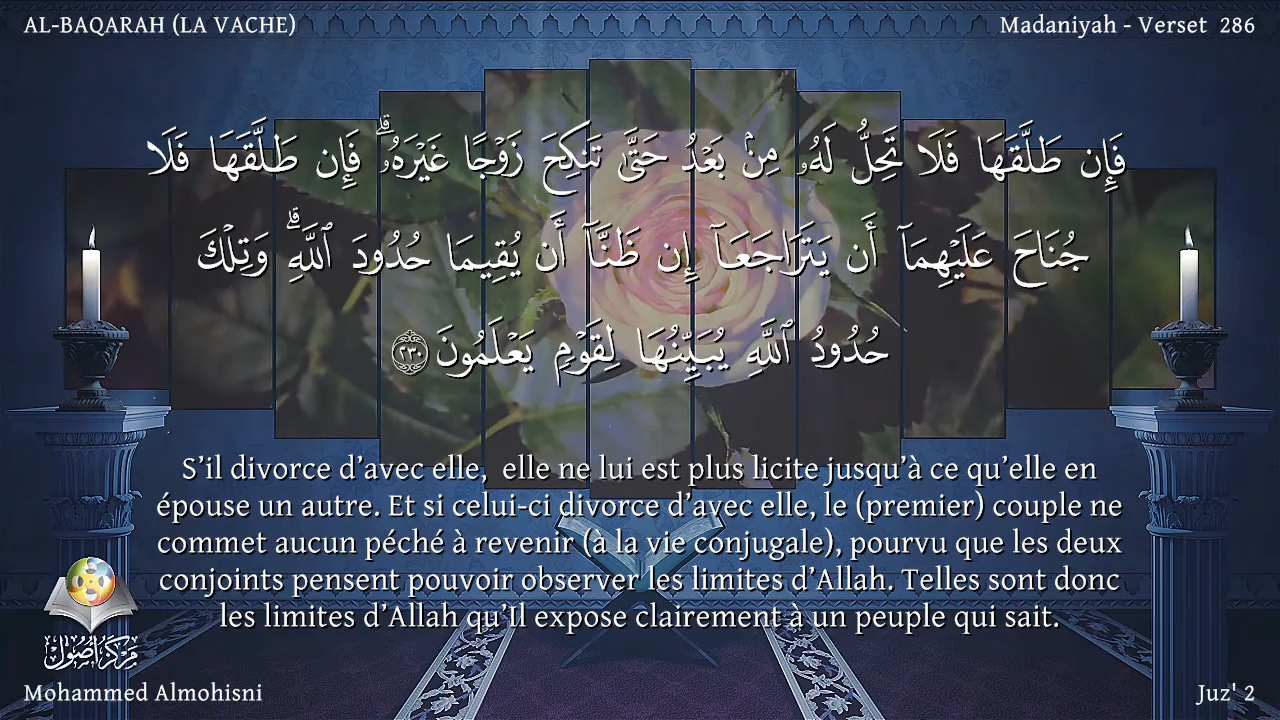 AL-BAQARAH (LA VACHE)
Madaniyah - Verset 286
فَإِن طَلَّقَهَا فَلَا تَحِلُّ لَهُۥ مِنۢ بَعْدُ حَتَّىٰ تَنكِحَ زَوْجًا غَيْرَهُۥ ۗ فَإِن طَلَّقَهَا فَلَا
جُنَاحَ عَلَيْهِمَآ أَن يَتَرَاجَعَآ إِن ظَنَّآ أَن يُقِيمَا حُدُودَ ٱللَّهِ ۗ وَتِلْكَ
حُدُودُ ٱللَّهِ يُبَيِّنُهَا لِقَوْمٍ يَعْلَمُونَ ٢٣٠
S’il divorce d’avec elle, elle ne lui est plus licite jusqu’à ce qu’elle en
épouse un autre. Et si celui-ci divorce d’avec elle, le (premier) couple ne
commet aucun péché à revenir (à la vie conjugale), pourvu que les deux
conjoints pensent pouvoir observer les limites d’Allah. Telles sont donc
les limites d’Allah qu’Il expose clairement à un peuple qui sait.
مركز أصول
Mohammed Almohisni
Juz' 2